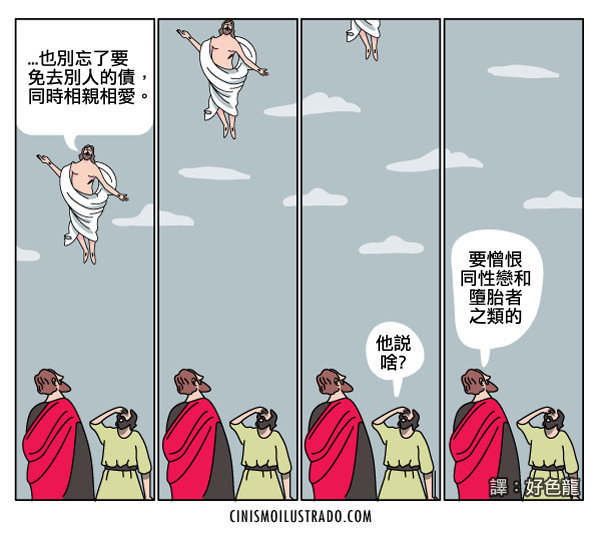 ...也別忘了要
免去別人的債，
同時相親相愛。
他説
啥?
要憎恨
同性戀和
墮胎者
之類的
譯：好色龍
CINISMOILUSTRADO.COM